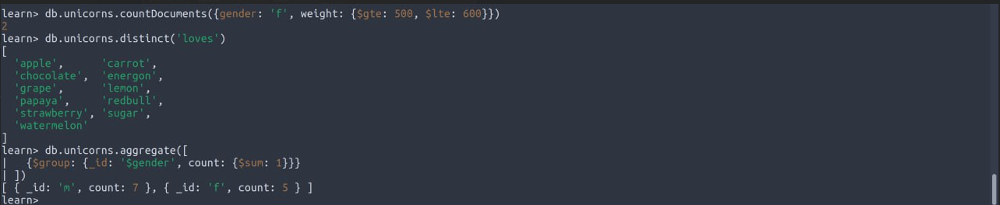 learn> db.unicorns.countDocuments({gender: 'f', weight: {$gte: 500, $lte: 600}})
2
learn> db.unicorns.distinct('loves')
[
  'apple',      'carrot',
  'chocolate',  'energon',
  'grape',      'lemon',
  'papaya',     'redbull',
  'strawberry', 'sugar',
  'watermelon'
]
learn> db.unicorns.aggregate([
|   {$group: {_id: '$gender', count: {$sum: 1}}}
| ])
[ { _id: 'm', count: 7 }, { _id: 'f', count: 5 } ]
learn>